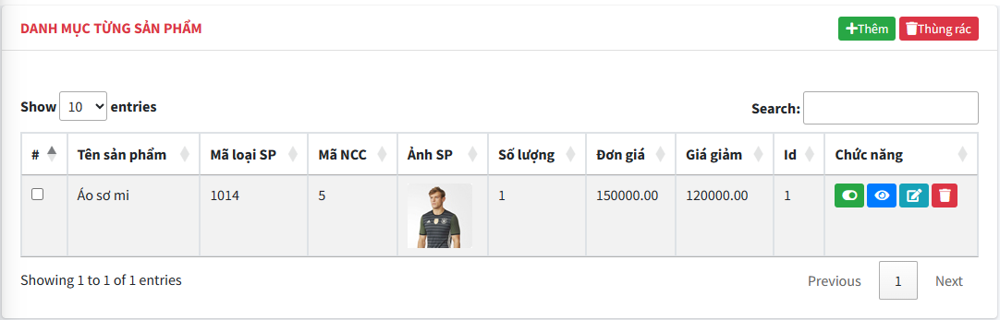 DANH MỤC TỪNG SẢN PHẨM
Thêm Thùng rác
Show 10 entries Search:
# Tên sản phẩm Mã loại SP Mã NCC Ảnh SP Số lượng Đơn giá Giá giảm Id Chức năng
Áo sơ mi 1014 5 1 150000.00 120000.00 1
Showing 1 to 1 of 1 entries Previous 1 Next